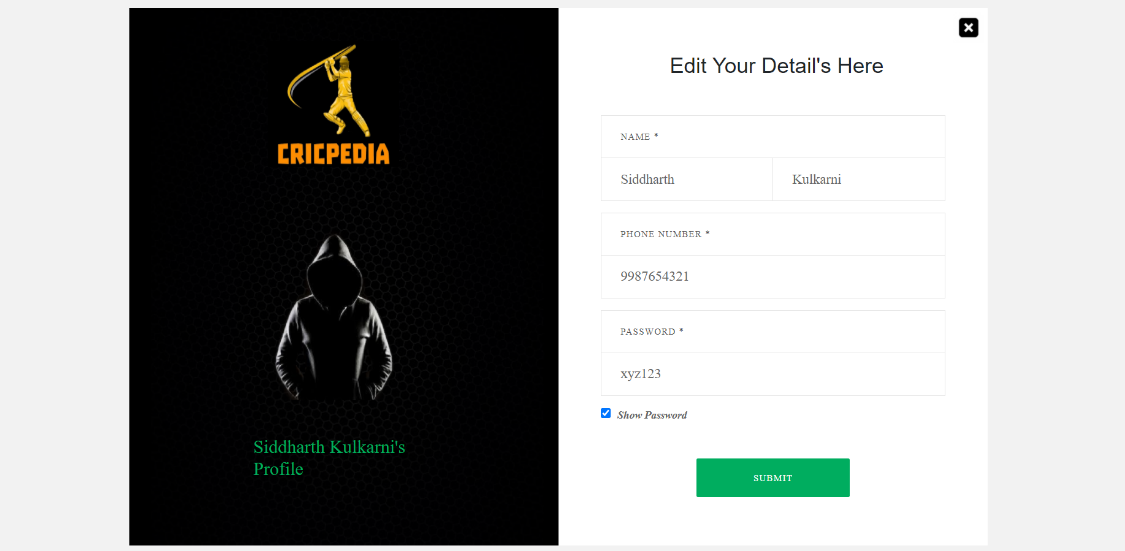 CRICPEDIA
Siddharth Kulkarni's
Profile
Edit Your Detail's Here
NAME *
Siddharth Kulkarni
PHONE NUMBER *
9987654321
PASSWORD *
xyz123
Show Password
SUBMIT